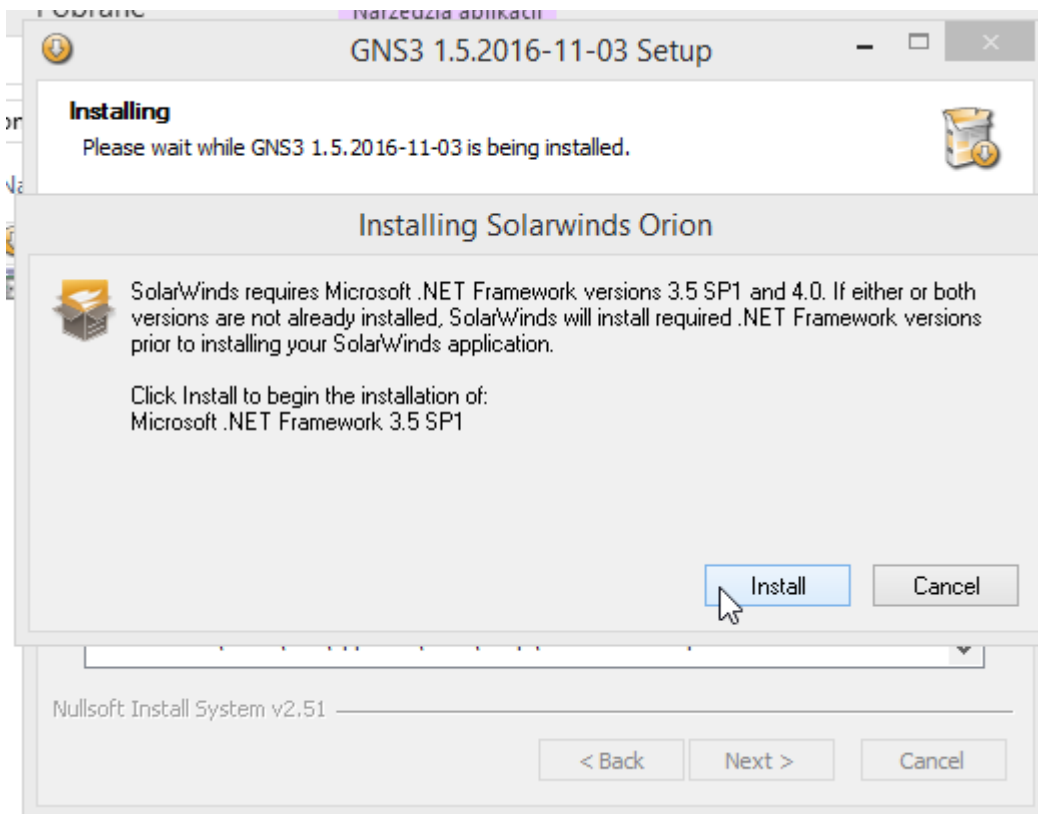 Pobrane
Narzędzia aplikacji
GNS3 1.5.2016-11-03 Setup
Installing
Please wait while GNS3 1.5.2016-11-03 is being installed.
Installing Solarwinds Orion
SolarWinds requires Microsoft .NET Framework versions 3.5 SP1 and 4.0. If either or both
versions are not already installed, SolarWinds will install required .NET Framework versions
prior to installing your SolarWinds application.
Click Install to begin the installation of:
Microsoft .NET Framework 3.5 SP1
Install Cancel
Nullsoft Install System v2.51
< Back Next > Cancel